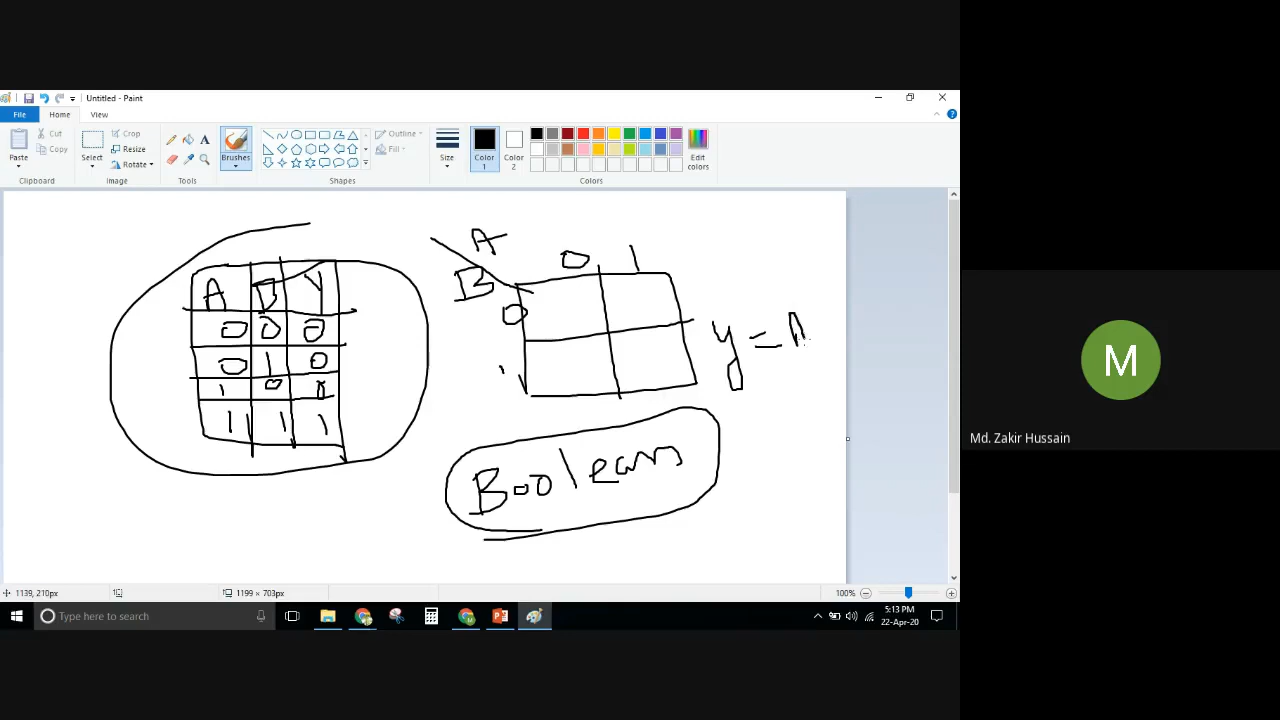 Untitled - Paint
File
Home
View
Paste
Cut
Copy
Clipboard
Select
Crop
Resize
Rotate
Image
Tools
Brushes
Shapes
Outline
Fill
Size
Color 1
Color 2
Edit colors
Colors
A B Y
0 0 0
0 1 0
1 0 0
1 1 1
A
B
0 1
0
y =
Boolean
M
Md. Zakir Hussain
1139, 210px
1199 × 703px
100%
Type here to search
5:13 PM
22-Apr-20